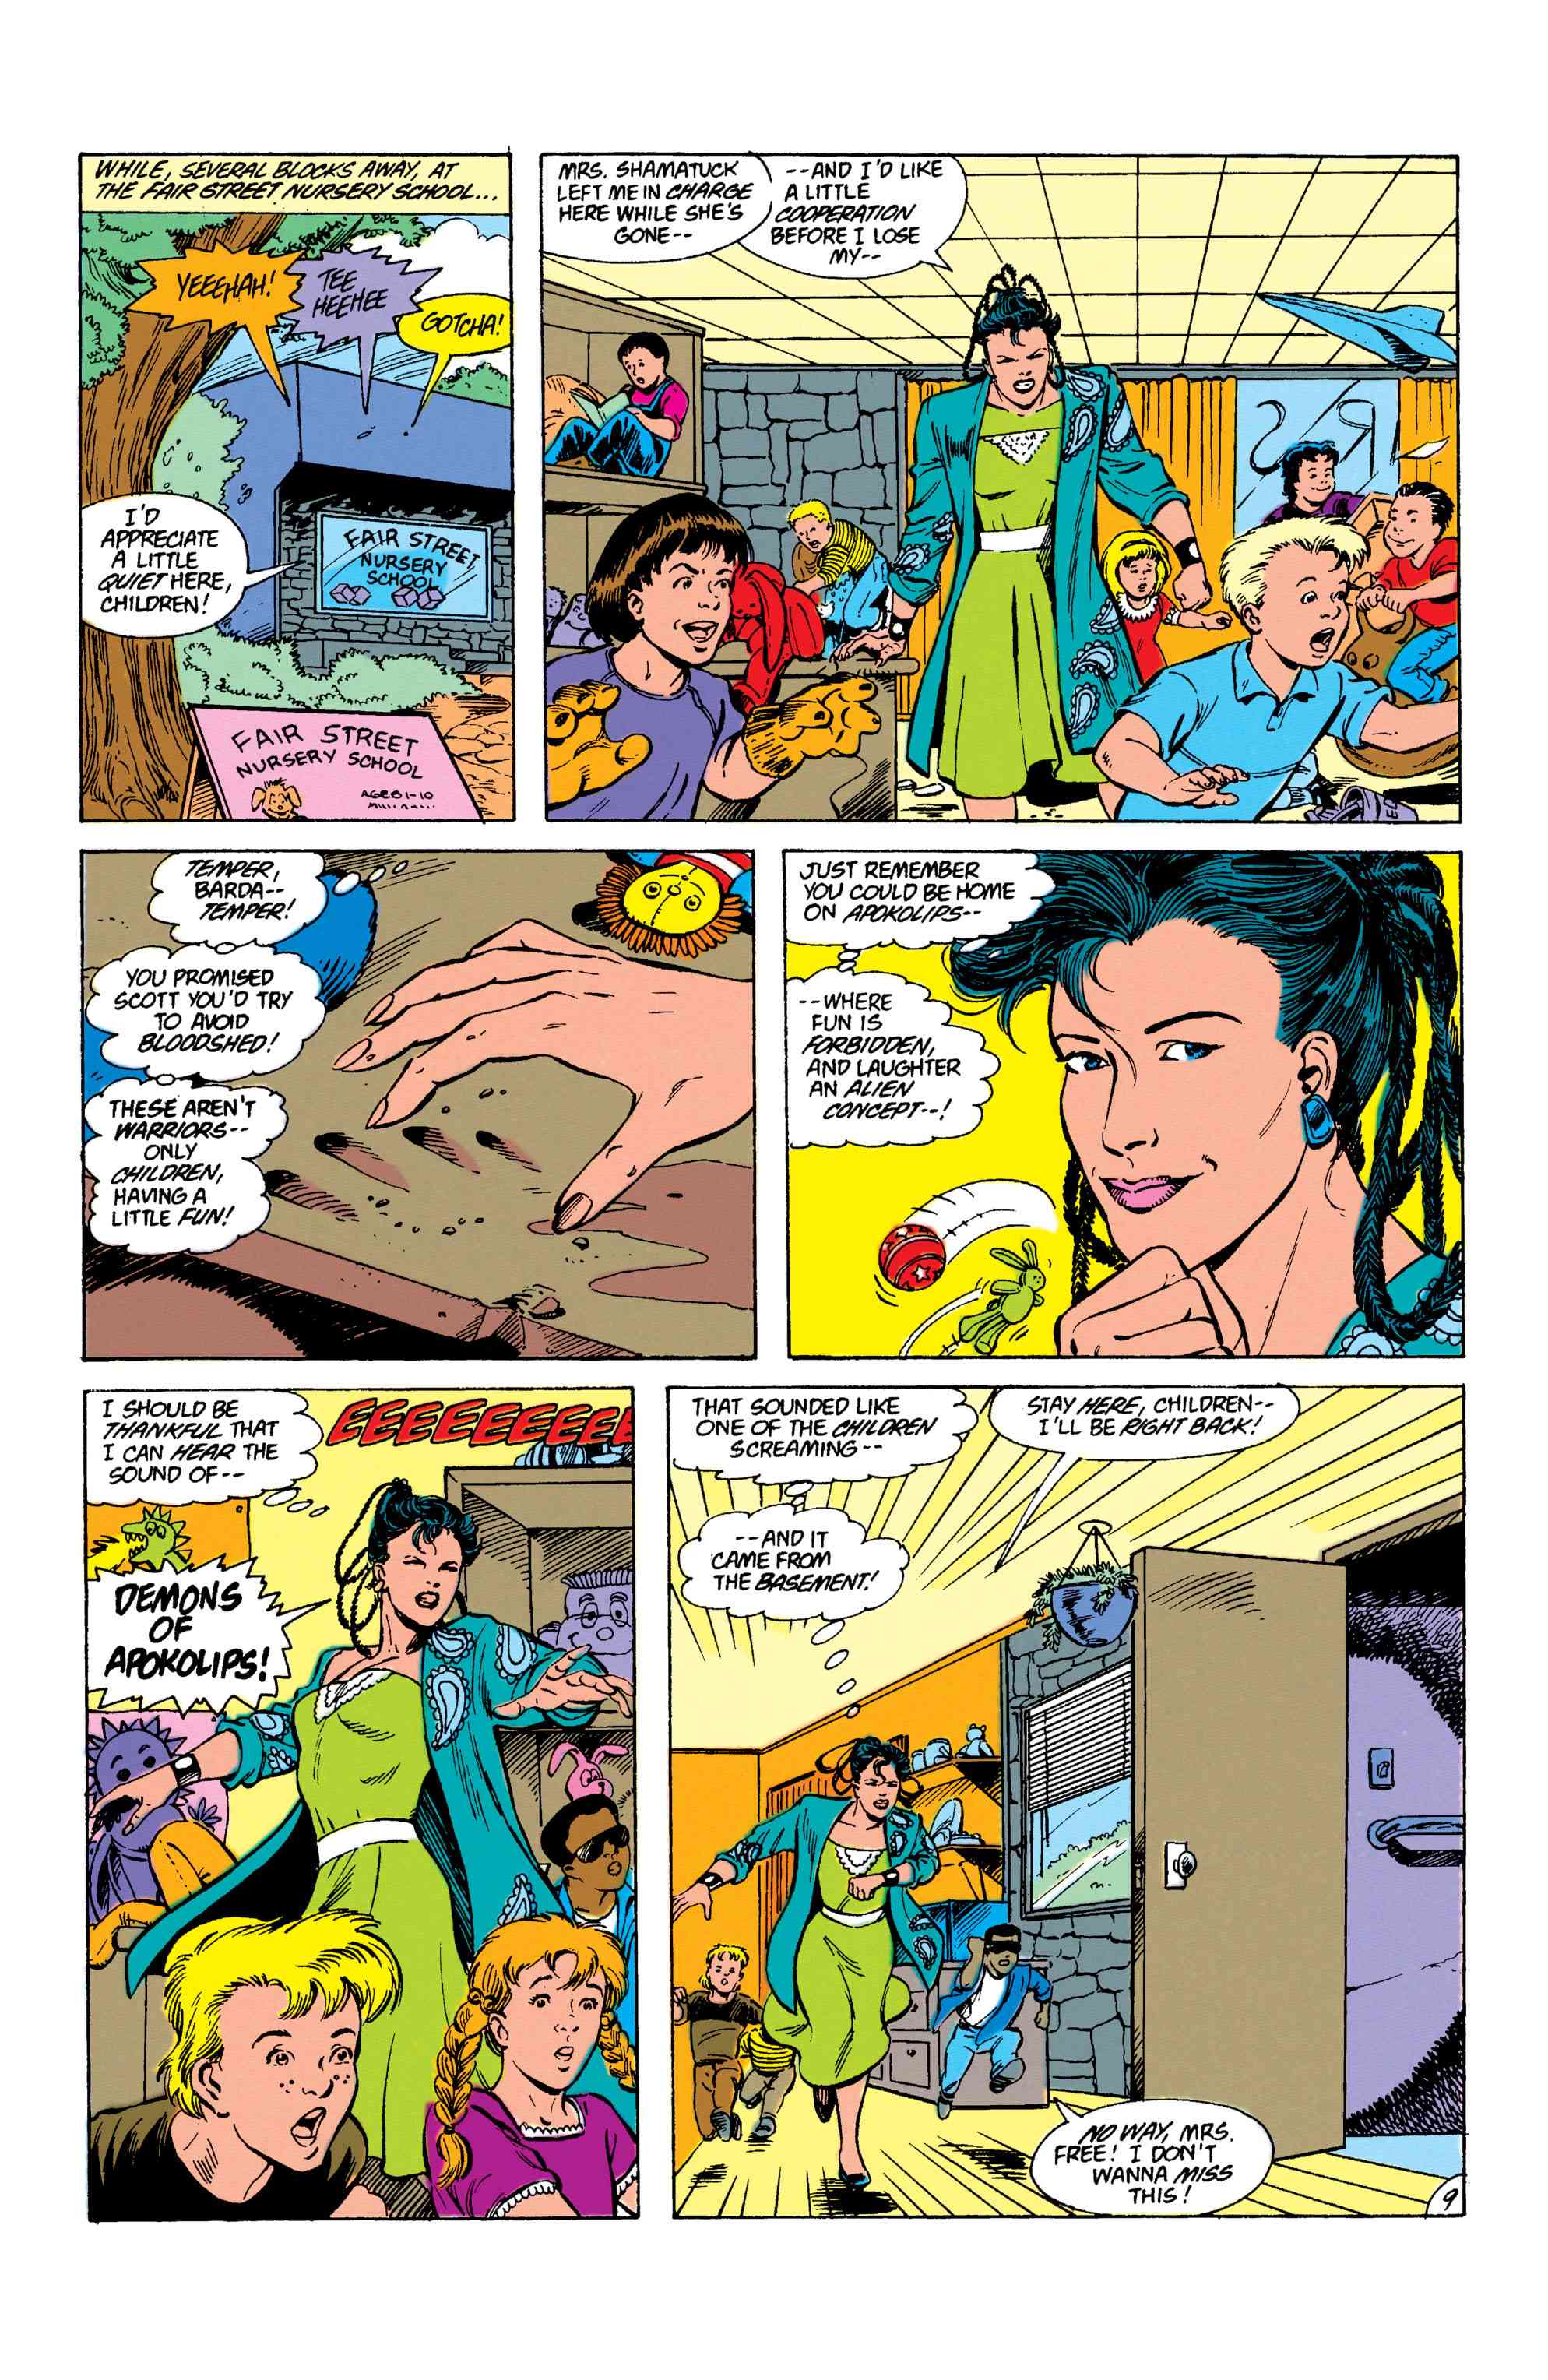 WHILE, SEVERAL BLOCKS AWAY, AT
THE FAIR STREET NURSERY SCHOOL...
YEEEHAH!
TEE
HEEHEE
GOTCHA!
I'D
APPRECIATE
A LITTLE
QUIET HERE,
CHILDREN!
FAIR STREET
NURSERY
SCHOOL
FAIR STREET
NURSERY SCHOOL
AGES 1-10
MRS. SHAMATUCK
LEFT ME IN CHARGE
HERE WHILE SHE'S
GONE--
--AND I'D LIKE
A LITTLE
COOPERATION
BEFORE I LOSE
MY--
TEMPER,
BARDA--
TEMPER!
YOU PROMISED
SCOTT YOU'D TRY
TO AVOID
BLOODSHED!
THESE AREN'T
WARRIORS--
ONLY
CHILDREN,
HAVING A
LITTLE FUN!
JUST REMEMBER
YOU COULD BE HOME
ON APOKOLIPS--
--WHERE
FUN IS
FORBIDDEN,
AND LAUGHTER
AN ALIEN
CONCEPT--!
I SHOULD BE
THANKFUL THAT
I CAN HEAR THE
SOUND OF--
EEEEEEEEEE
DEMONS
OF
APOKOLIPS!
THAT SOUNDED LIKE
ONE OF THE CHILDREN
SCREAMING--
--AND IT
CAME FROM
THE BASEMENT!
STAY HERE, CHILDREN--
I'LL BE RIGHT BACK!
NO WAY, MRS.
FREE! I DON'T
WANNA MISS
THIS!
9